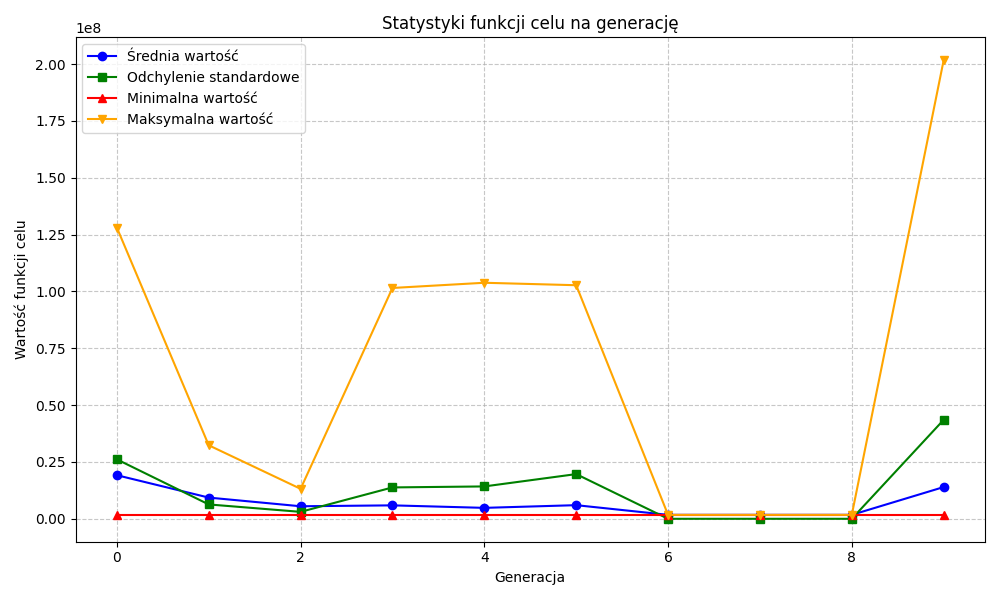 Statystyki funkcji celu na generację
1e8
Średnia wartość
Odchylenie standardowe
Minimalna wartość
Maksymalna wartość
2.00
1.75
1.50
1.25
1.00
0.75
0.50
0.25
0.00
Wartość funkcji celu
0 2 4 6 8
Generacja